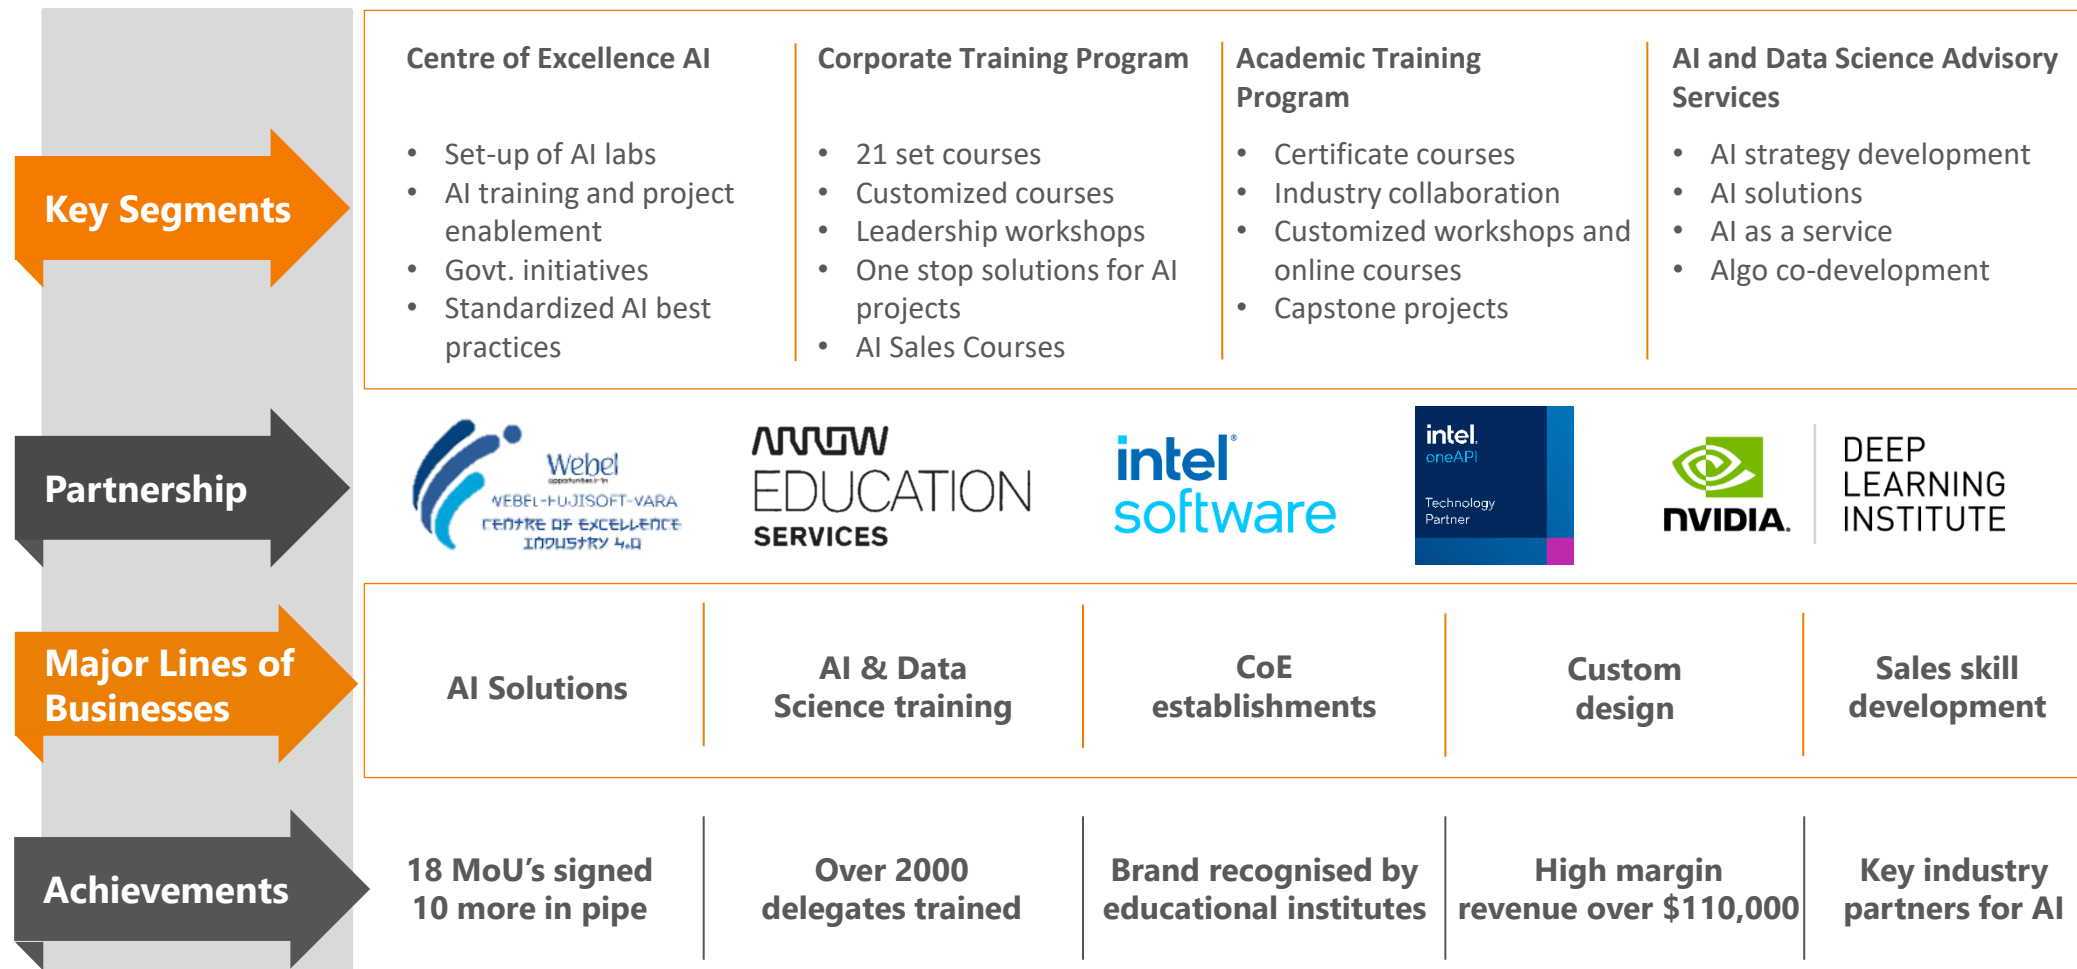 Key Segments
Centre of Excellence AI
• Set-up of AI labs
• AI training and project
enablement
• Govt. initiatives
• Standardized AI best
practices
Corporate Training Program
• 21 set courses
• Customized courses
• Leadership workshops
• One stop solutions for AI
projects
• AI Sales Courses
Academic Training
Program
• Certificate courses
• Industry collaboration
• Customized workshops and
online courses
• Capstone projects
AI and Data Science Advisory
Services
• AI strategy development
• AI solutions
• AI as a service
• Algo co-development
Partnership
Webel
opportunities in
WEBEL-FUJISOFT-VARA
CENTRE OF EXCELLENCE
INDUSTRY 4.0
ARROW
EDUCATION
SERVICES
intel®
software
intel.
oneAPI
Technology
Partner
NVIDIA.
DEEP
LEARNING
INSTITUTE
Major Lines of
Businesses
AI Solutions
AI & Data
Science training
CoE
establishments
Custom
design
Sales skill
development
Achievements
18 MoU’s signed
10 more in pipe
Over 2000
delegates trained
Brand recognised by
educational institutes
High margin
revenue over $110,000
Key industry
partners for AI